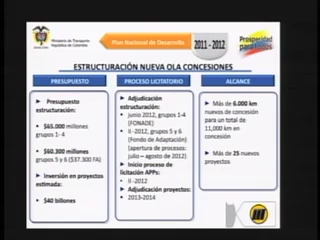 Ministerio de Transporte
República de Colombia
Plan Nacional de Desarrollo
2011 - 2012
Prosperidad
para todos
ESTRUCTURACIÓN NUEVA OLA CONCESIONES
PRESUPUESTO
► Presupuesto
estructuración:
• $65.000 millones
grupos 1- 4
• $60.300 millones
grupos 5 y 6 ($37.300 FA)
► Inversión en proyectos
estimada:
• $40 billones
PROCESO LICITATORIO
► Adjudicación
estructuración:
• junio 2012, grupos 1-4
(FONADE)
• II -2012, grupos 5 y 6
(Fondo de Adaptación)
(apertura de procesos:
julio – agosto de 2012)
► Inicio proceso de
licitación APPs:
• II -2012
► Adjudicación proyectos:
• 2013-2014
ALCANCE
► Más de 6.000 km
nuevos de concesión
para un total de
11,000 km en
concesión
► Más de 25 nuevos
proyectos